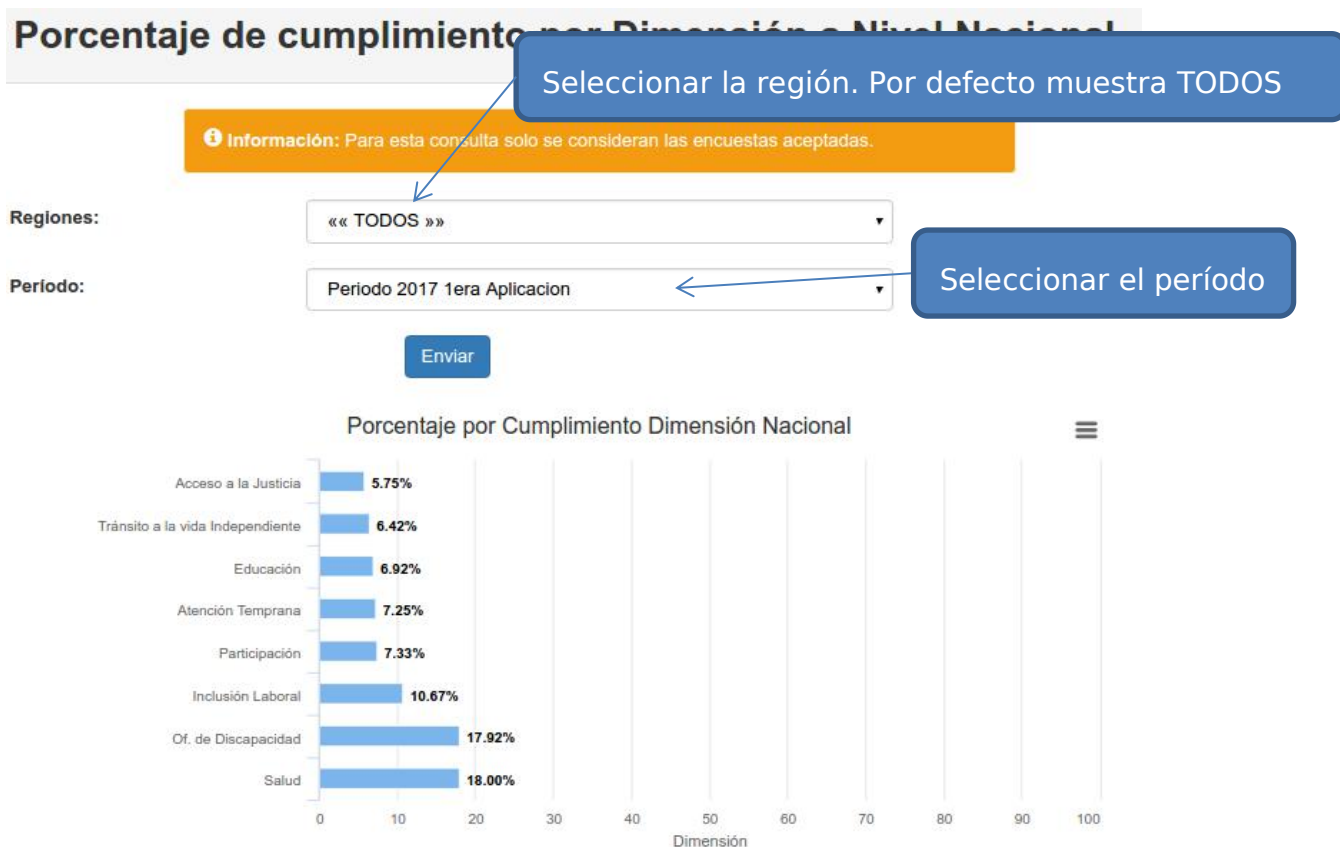 Porcentaje de cumplimiento por Dimensión a Nivel Nacional
Seleccionar la región. Por defecto muestra TODOS
Información: Para esta consulta solo se consideran las encuestas aceptadas.
Regiones:
«« TODOS »»
Período:
Periodo 2017 1era Aplicacion
Seleccionar el período
Enviar
Porcentaje por Cumplimiento Dimensión Nacional
Acceso a la Justicia 5.75%
Tránsito a la vida Independiente 6.42%
Educación 6.92%
Atención Temprana 7.25%
Participación 7.33%
Inclusión Laboral 10.67%
Of. de Discapacidad 17.92%
Salud 18.00%
0 10 20 30 40 50 60 70 80 90 100
Dimensión